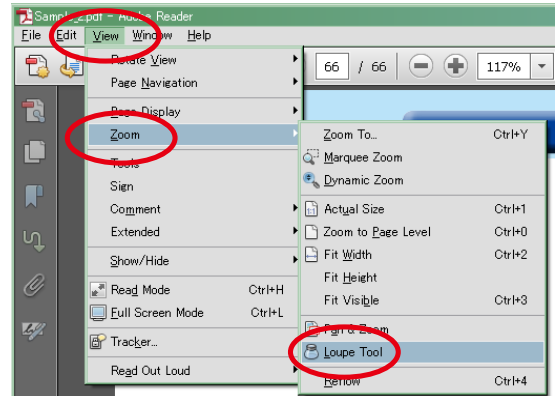 Sample_2.pdf - Adobe Reader
File Edit View Window Help
66 / 66 117%
Rotate View
Page Navigation
Page Display
Zoom
Tools
Sign
Comment
Extended
Show/Hide
Read Mode Ctrl+H
Full Screen Mode Ctrl+L
Tracker...
Read Out Loud
Zoom To... Ctrl+Y
Marquee Zoom
Dynamic Zoom
Actual Size Ctrl+1
Zoom to Page Level Ctrl+0
Fit Width Ctrl+2
Fit Height
Fit Visible Ctrl+3
Pan & Zoom
Loupe Tool
Reflow Ctrl+4